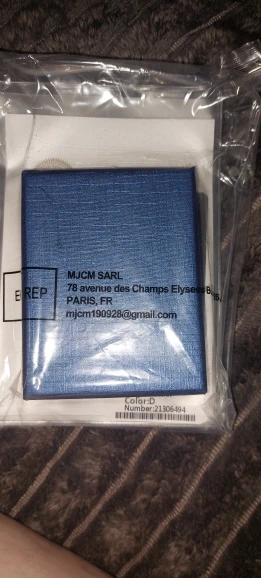 EC REP
MJCM SARL
78 avenue des Champs Elysees B
PARIS, FR
mjcm190928@gmail.com
Color:D
Number:21306494